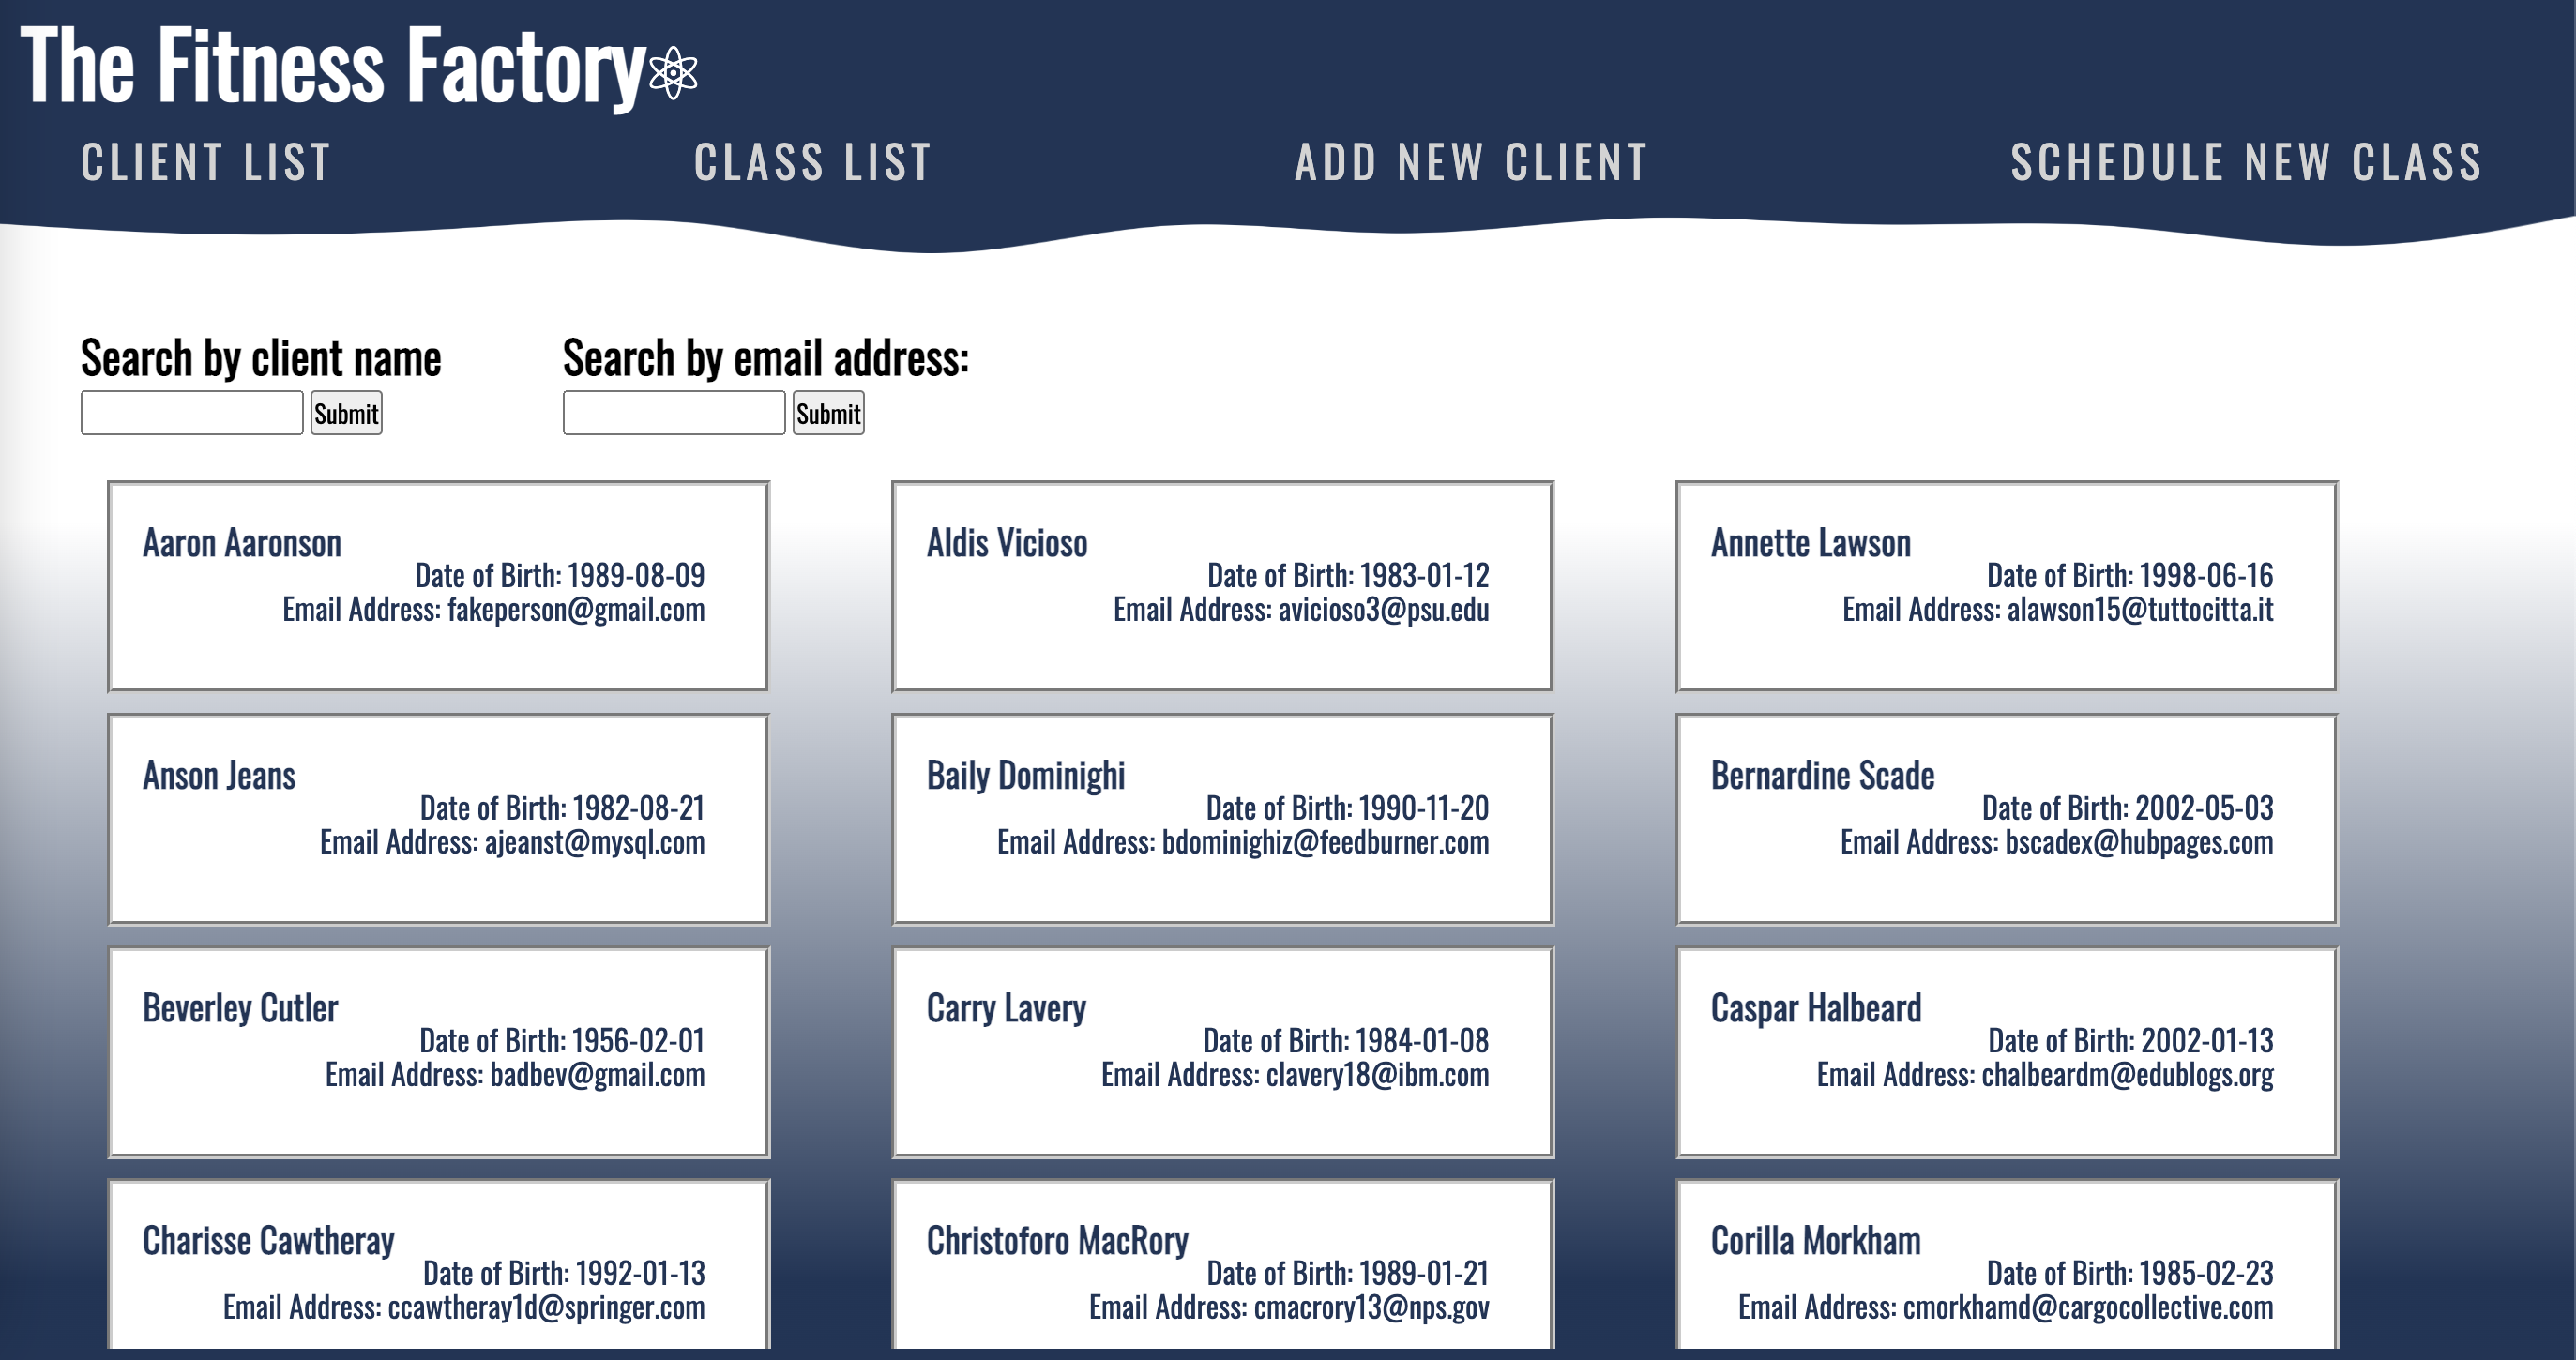 The Fitness Factory
CLIENT LIST
CLASS LIST
ADD NEW CLIENT
SCHEDULE NEW CLASS
Search by client name
Submit
Search by email address:
Submit
Aaron Aaronson
Date of Birth: 1989-08-09
Email Address: fakeperson@gmail.com
Aldis Vicioso
Date of Birth: 1983-01-12
Email Address: avicioso3@psu.edu
Annette Lawson
Date of Birth: 1998-06-16
Email Address: alawson15@tuttocitta.it
Anson Jeans
Date of Birth: 1982-08-21
Email Address: ajeanst@mysql.com
Baily Dominighi
Date of Birth: 1990-11-20
Email Address: bdominighiz@feedburner.com
Bernardine Scade
Date of Birth: 2002-05-03
Email Address: bscadex@hubpages.com
Beverley Cutler
Date of Birth: 1956-02-01
Email Address: badbev@gmail.com
Carry Lavery
Date of Birth: 1984-01-08
Email Address: clavery18@ibm.com
Caspar Halbeard
Date of Birth: 2002-01-13
Email Address: chalbeardm@edublogs.org
Charisse Cawtheray
Date of Birth: 1992-01-13
Email Address: ccawtheray1d@springer.com
Christoforo MacRory
Date of Birth: 1989-01-21
Email Address: cmacrory13@nps.gov
Corilla Morkham
Date of Birth: 1985-02-23
Email Address: cmorkhamd@cargocollective.com